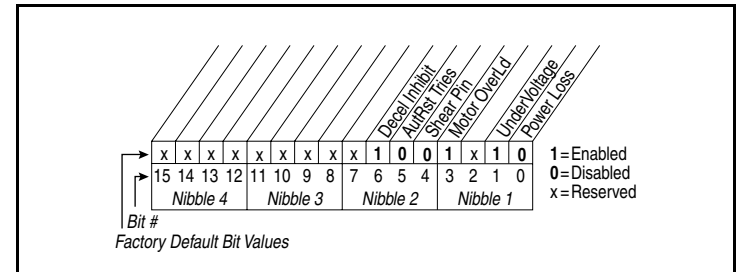 Decel Inhibit
AutRst Tries
Shear Pin
Motor OverLd
UnderVoltage
Power Loss
x x x x x x x x x 1 0 0 1 x 1 0
15 14 13 12 11 10 9 8 7 6 5 4 3 2 1 0
Nibble 4 Nibble 3 Nibble 2 Nibble 1
1=Enabled
0=Disabled
x=Reserved
Bit #
Factory Default Bit Values